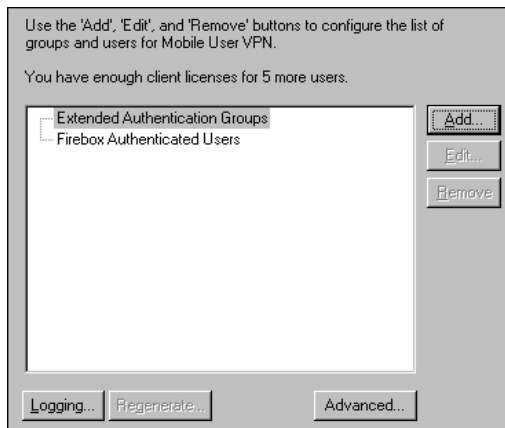 Use the 'Add', 'Edit', and 'Remove' buttons to configure the list of
groups and users for Mobile User VPN.
You have enough client licenses for 5 more users.
Extended Authentication Groups
Firebox Authenticated Users
Add...
Edit...
Remove
Logging...
Regenerate...
Advanced...